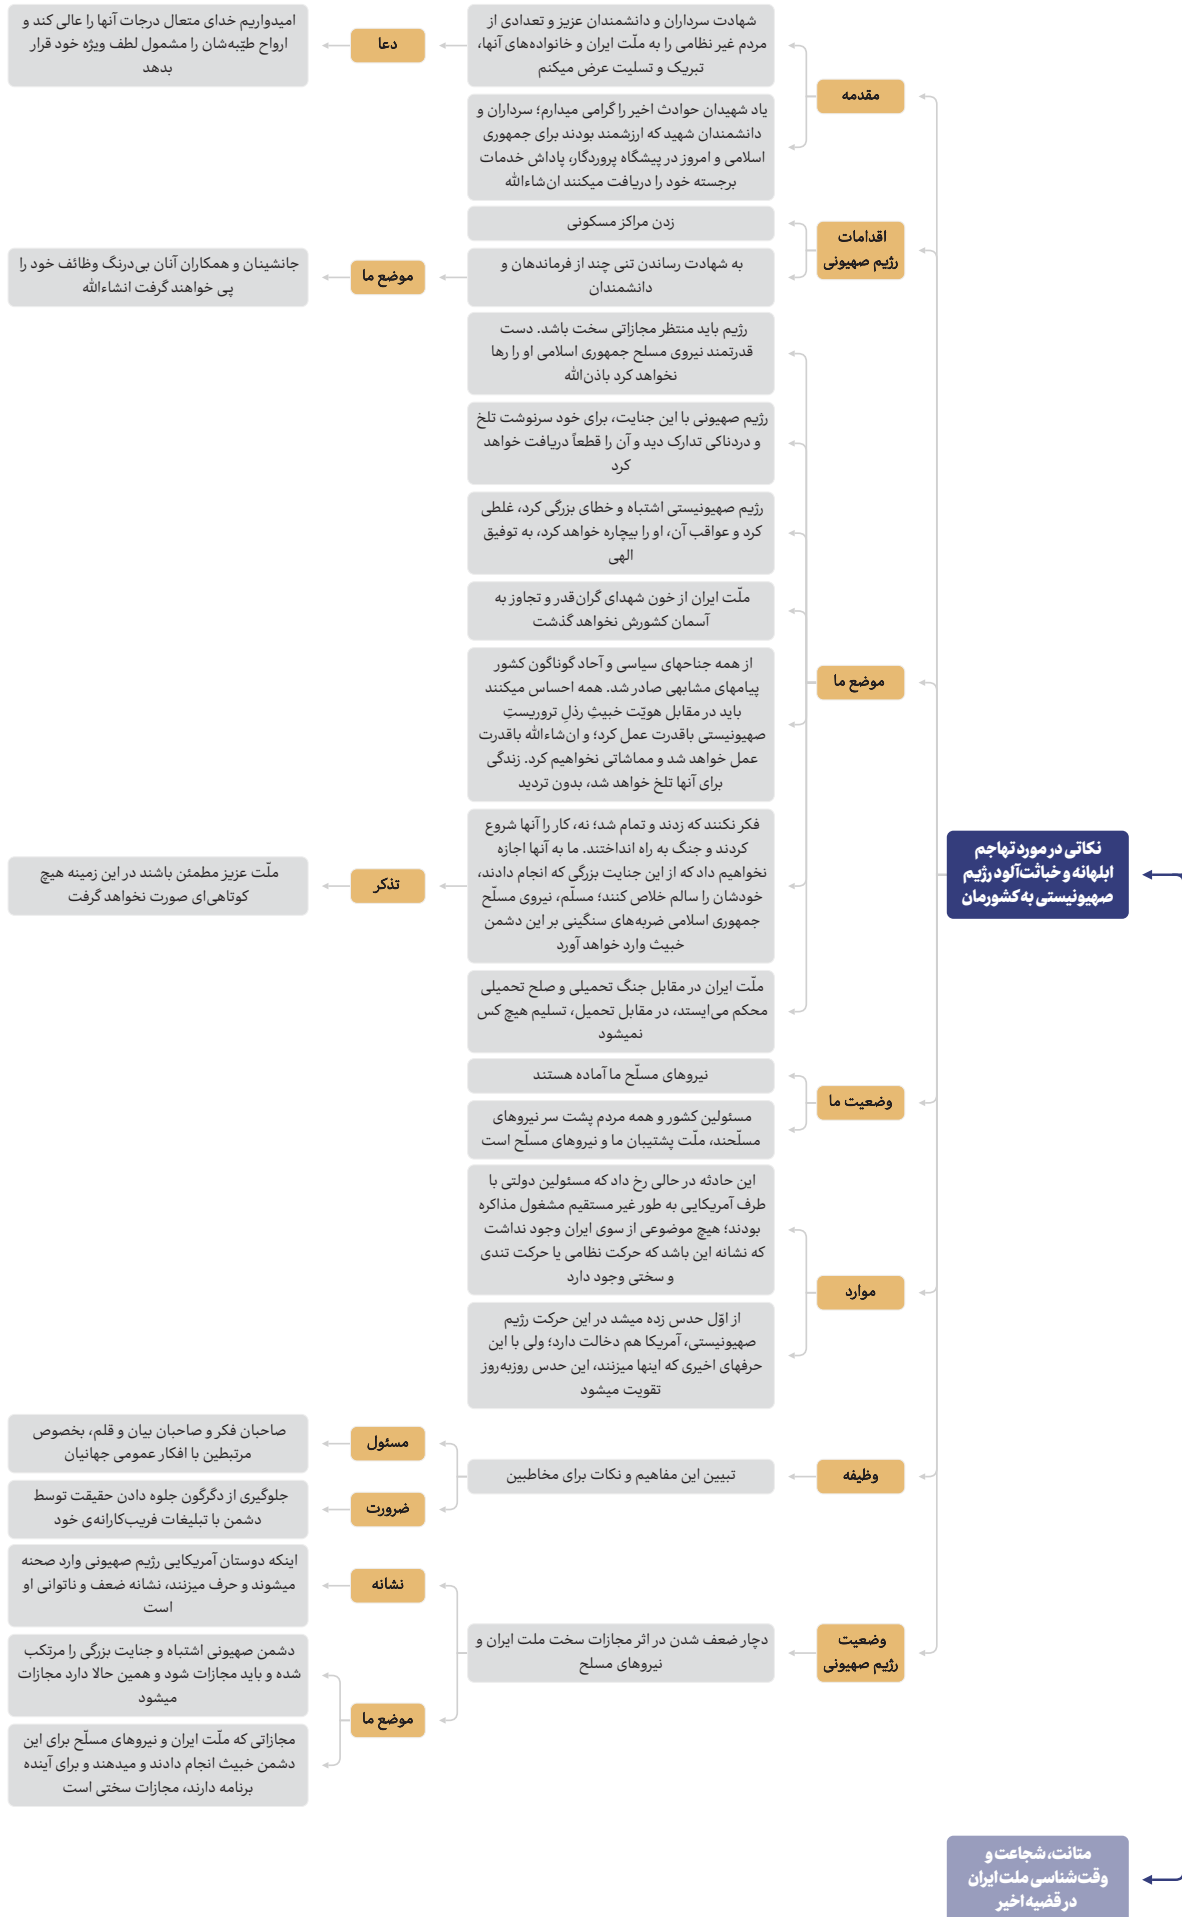 نکاتی در مورد تهاجم
ابلهانه و خباثت‌آلود رژیم
صهیونیستی به کشورمان
مقدمه
شهادت سرداران و دانشمندان عزیز و تعدادی از
مردم غیر نظامی را به ملّت ایران و خانواده‌های آنها،
تبریک و تسلیت عرض میکنم
دعا
امیدواریم خدای متعال درجات آنها را عالی کند و
ارواح طیّبه‌شان را مشمول لطف ویژه خود قرار
بدهد
یاد شهیدان حوادث اخیر را گرامی میدارم؛ سرداران و
دانشمندان شهید که ارزشمند بودند برای جمهوری
اسلامی و امروز در پیشگاه پروردگار، پاداش خدمات
برجسته خود را دریافت میکنند ان‌شاءالله
اقدامات
رژیم صهیونی
زدن مراکز مسکونی
به شهادت رساندن تنی چند از فرماندهان و
دانشمندان
موضع ما
جانشینان و همکاران آنان بی‌درنگ وظائف خود را
پی خواهند گرفت انشاءالله
موضع ما
رژیم باید منتظر مجازاتی سخت باشد. دست
قدرتمند نیروی مسلح جمهوری اسلامی او را رها
نخواهد کرد باذن‌الله
رژیم صهیونی با این جنایت، برای خود سرنوشت تلخ
و دردناکی تدارک دید و آن را قطعاً دریافت خواهد
کرد
رژیم صهیونیستی اشتباه و خطای بزرگی کرد، غلطی
کرد و عواقب آن، او را بیچاره خواهد کرد، به توفیق
الهی
ملّت ایران از خون شهدای گران‌قدر و تجاوز به
آسمان کشورش نخواهد گذشت
از همه جناحهای سیاسی و آحاد گوناگون کشور
پیامهای مشابهی صادر شد. همه احساس میکنند
باید در مقابل هویّت خبیثِ رذلِ تروریستِ
صهیونیستی باقدرت عمل کرد؛ و ان‌شاءالله باقدرت
عمل خواهد شد و مماشاتی نخواهیم کرد. زندگی
برای آنها تلخ خواهد شد، بدون تردید
فکر نکنند که زدند و تمام شد؛ نه، کار را آنها شروع
کردند و جنگ به راه انداختند. ما به آنها اجازه
نخواهیم داد که از این جنایت بزرگی که انجام دادند،
خودشان را سالم خلاص کنند؛ مسلّم، نیروی مسلّح
جمهوری اسلامی ضربه‌های سنگینی بر این دشمن
خبیث وارد خواهد آورد
تذکر
ملّت عزیز مطمئن باشند در این زمینه هیچ
کوتاهی‌ای صورت نخواهد گرفت
ملّت ایران در مقابل جنگ تحمیلی و صلح تحمیلی
محکم می‌ایستد، در مقابل تحمیل، تسلیم هیچ کس
نمیشود
وضعیت ما
نیروهای مسلّح ما آماده هستند
مسئولین کشور و همه مردم پشت سر نیروهای
مسلّحند، ملّت پشتیبان ما و نیروهای مسلّح است
موارد
این حادثه در حالی رخ داد که مسئولین دولتی با
طرف آمریکایی به طور غیر مستقیم مشغول مذاکره
بودند؛ هیچ موضوعی از سوی ایران وجود نداشت
که نشانه این باشد که حرکت نظامی یا حرکت تندی
و سختی وجود دارد
از اوّل حدس زده میشد در این حرکت رژیم
صهیونیستی، آمریکا هم دخالت دارد؛ ولی با این
حرفهای اخیری که اینها میزنند، این حدس روزبه‌روز
تقویت میشود
وظیفه
تبیین این مفاهیم و نکات برای مخاطبین
مسئول
صاحبان فکر و صاحبان بیان و قلم، بخصوص
مرتبطین با افکار عمومی جهانیان
ضرورت
جلوگیری از دگرگون جلوه دادن حقیقت توسط
دشمن با تبلیغات فریب‌کارانه‌ی خود
وضعیت
رژیم صهیونی
دچار ضعف شدن در اثر مجازات سخت ملت ایران و
نیروهای مسلح
نشانه
اینکه دوستان آمریکایی رژیم صهیونی وارد صحنه
میشوند و حرف میزنند، نشانه ضعف و ناتوانی او
است
موضع ما
دشمن صهیونی اشتباه و جنایت بزرگی را مرتکب
شده و باید مجازات شود و همین حالا دارد مجازات
میشود
مجازاتی که ملّت ایران و نیروهای مسلّح برای این
دشمن خبیث انجام دادند و میدهند و برای آینده
برنامه دارند، مجازات سختی است
متانت، شجاعت و
وقت‌شناسی ملت ایران
در قضیه اخیر